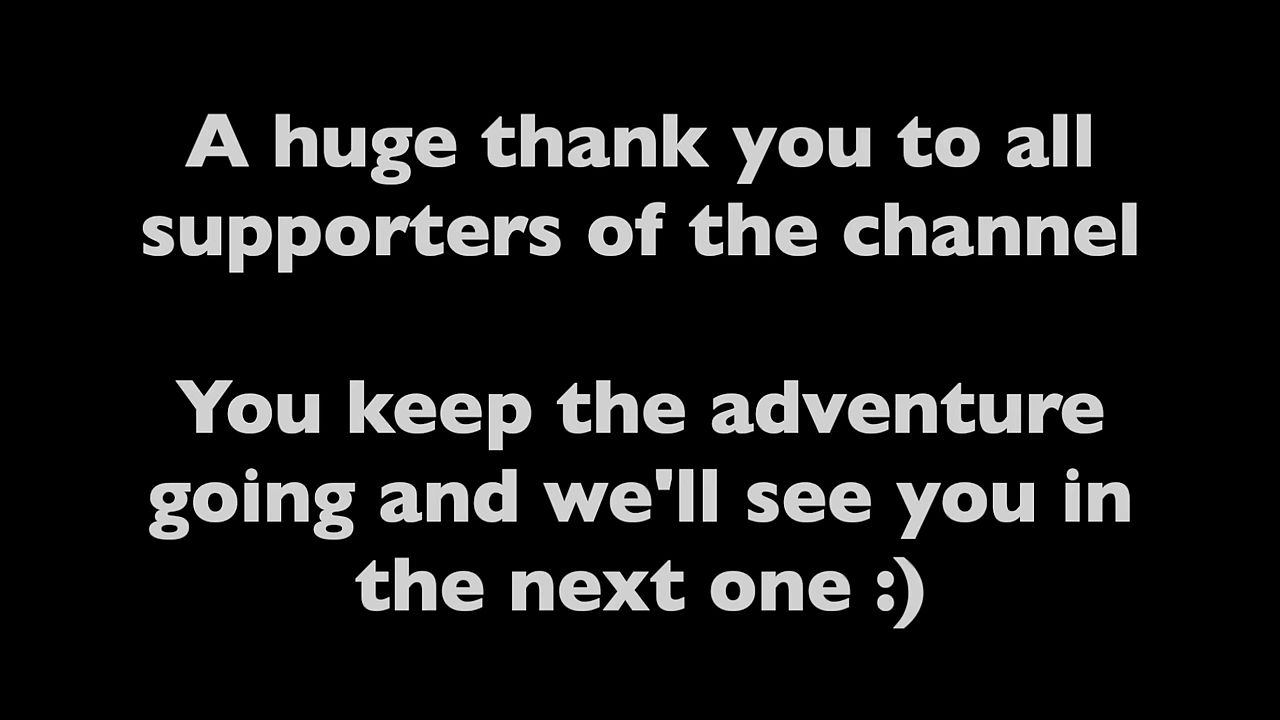 A huge thank you to all
supporters of the channel
You keep the adventure
going and we'll see you in
the next one :)